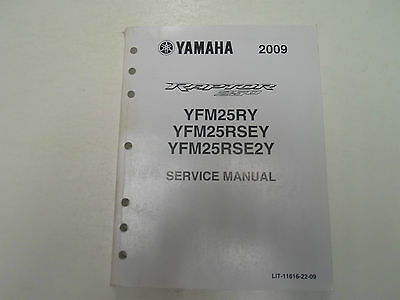 YAMAHA 2009
RAPTOR
250
YFM25RY
YFM25RSEY
YFM25RSE2Y
SERVICE MANUAL
LIT-11616-22-09